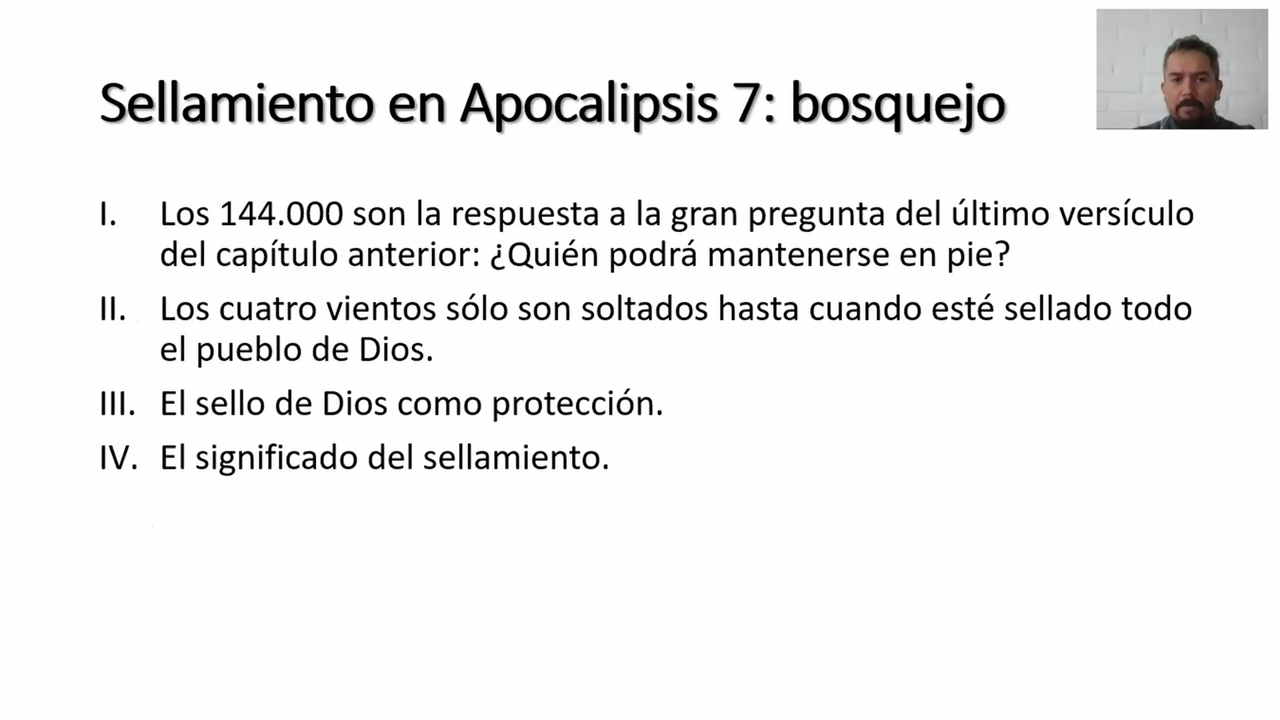 Sellamiento en Apocalipsis 7: bosquejo
I. Los 144.000 son la respuesta a la gran pregunta del último versículo
del capítulo anterior: ¿Quién podrá mantenerse en pie?
II. Los cuatro vientos sólo son soltados hasta cuando esté sellado todo
el pueblo de Dios.
III. El sello de Dios como protección.
IV. El significado del sellamiento.